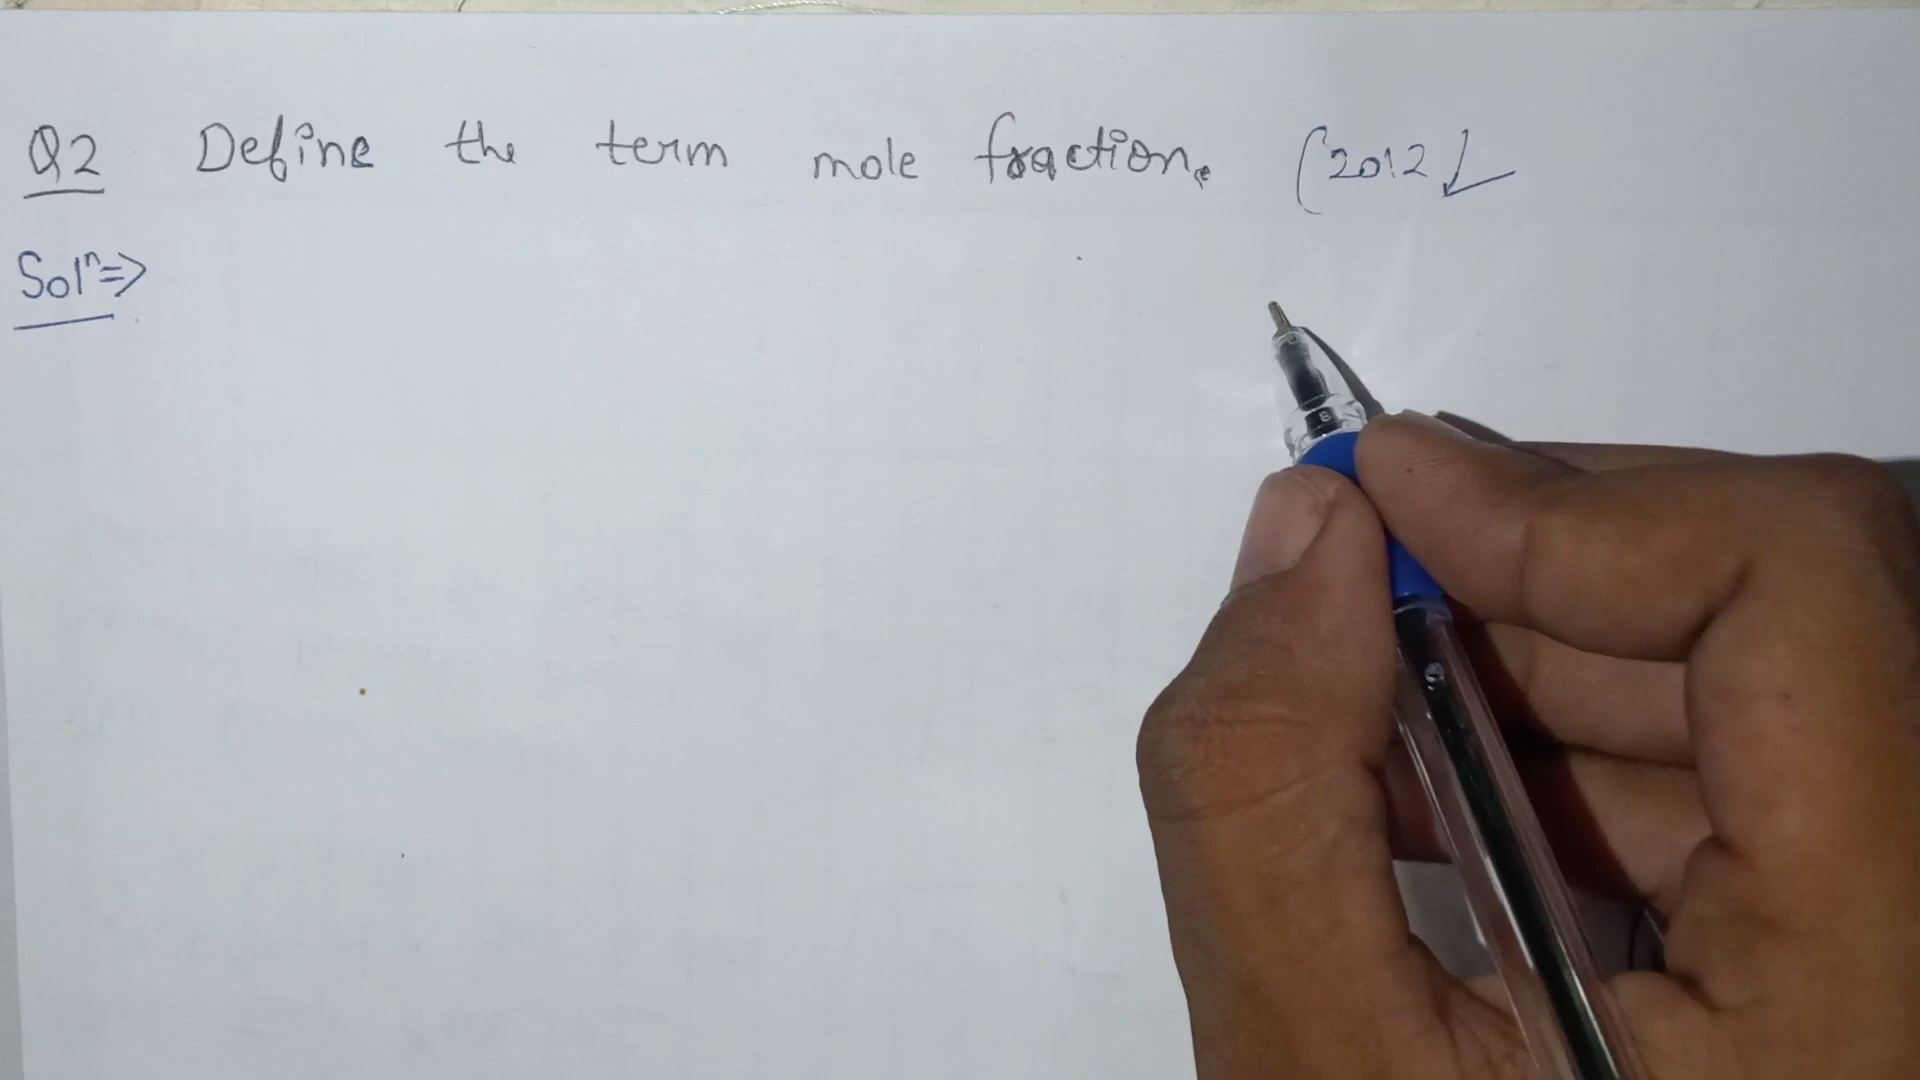 Q2 Define the term mole fraction. (2012)
Solⁿ=>